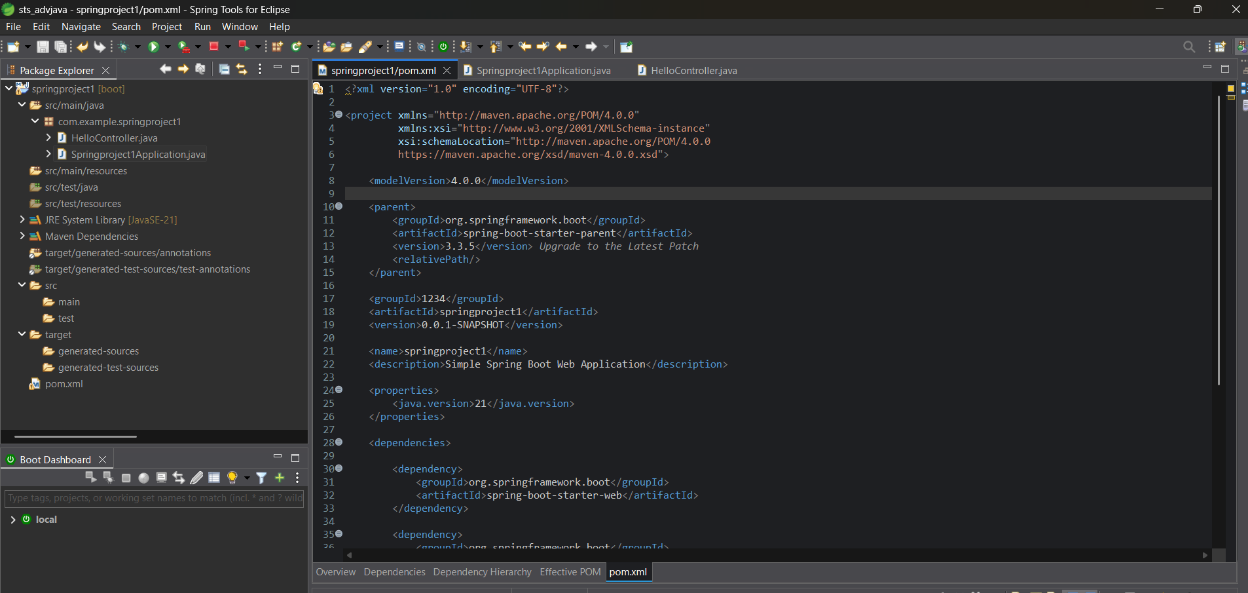 sts_advjava - springproject1/pom.xml - Spring Tools for Eclipse
File Edit Navigate Search Project Run Window Help
Package Explorer
springproject1 [boot]
src/main/java
com.example.springproject1
HelloController.java
Springproject1Application.java
src/main/resources
src/test/java
src/test/resources
JRE System Library [JavaSE-21]
Maven Dependencies
target/generated-sources/annotations
target/generated-test-sources/test-annotations
src
main
test
target
generated-sources
generated-test-sources
pom.xml
Boot Dashboard
Type tags, projects, or working set names to match (incl. * and ? wild
local
springproject1/pom.xml Springproject1Application.java HelloController.java
1 <?xml version="1.0" encoding="UTF-8"?>
2
3 <project xmlns="http://maven.apache.org/POM/4.0.0"
4 xmlns:xsi="http://www.w3.org/2001/XMLSchema-instance"
5 xsi:schemaLocation="http://maven.apache.org/POM/4.0.0
6 https://maven.apache.org/xsd/maven-4.0.0.xsd">
7
8 <modelVersion>4.0.0</modelVersion>
9
10 <parent>
11 <groupId>org.springframework.boot</groupId>
12 <artifactId>spring-boot-starter-parent</artifactId>
13 <version>3.3.5</version> Upgrade to the Latest Patch
14 <relativePath/>
15 </parent>
16
17 <groupId>1234</groupId>
18 <artifactId>springproject1</artifactId>
19 <version>0.0.1-SNAPSHOT</version>
20
21 <name>springproject1</name>
22 <description>Simple Spring Boot Web Application</description>
23
24 <properties>
25 <java.version>21</java.version>
26 </properties>
27
28 <dependencies>
29
30 <dependency>
31 <groupId>org.springframework.boot</groupId>
32 <artifactId>spring-boot-starter-web</artifactId>
33 </dependency>
34
35 <dependency>
36 <groupId>org.springframework.boot</groupId>
Overview Dependencies Dependency Hierarchy Effective POM pom.xml